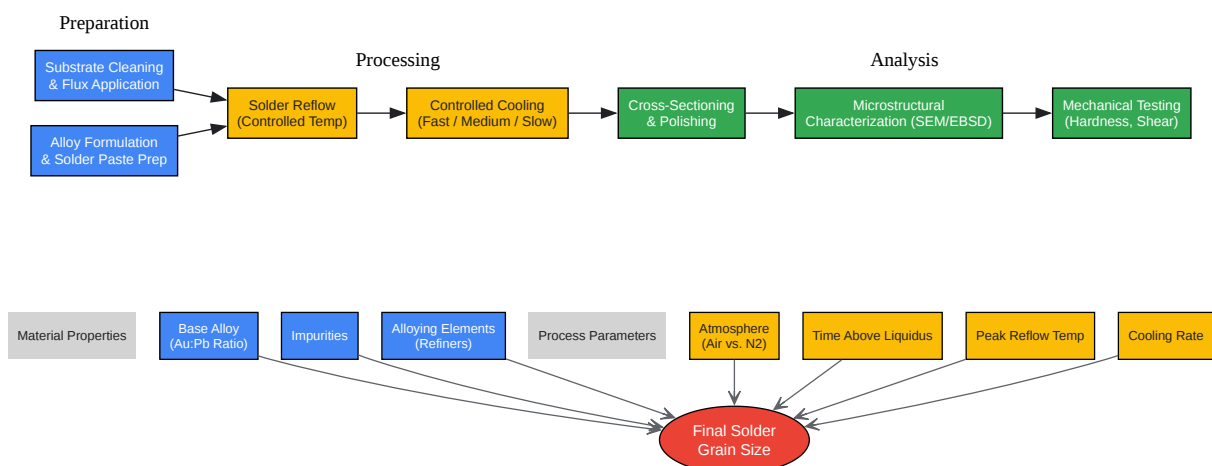 Preparation
Processing
Analysis
Substrate Cleaning
& Flux Application
Alloy Formulation
& Solder Paste Prep
Solder Reflow
(Controlled Temp)
Controlled Cooling
(Fast / Medium / Slow)
Cross-Sectioning
& Polishing
Microstructural
Characterization (SEM/EBSD)
Mechanical Testing
(Hardness, Shear)
Material Properties
Base Alloy
(Au:Pb Ratio)
Impurities
Alloying Elements
(Refiners)
Process Parameters
Atmosphere
(Air vs. N2)
Time Above Liquidus
Peak Reflow Temp
Cooling Rate
Final Solder
Grain Size